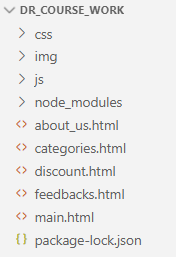 DR_COURSE_WORK
css
img
js
node_modules
about_us.html
categories.html
discount.html
feedbacks.html
main.html
{} package-lock.json